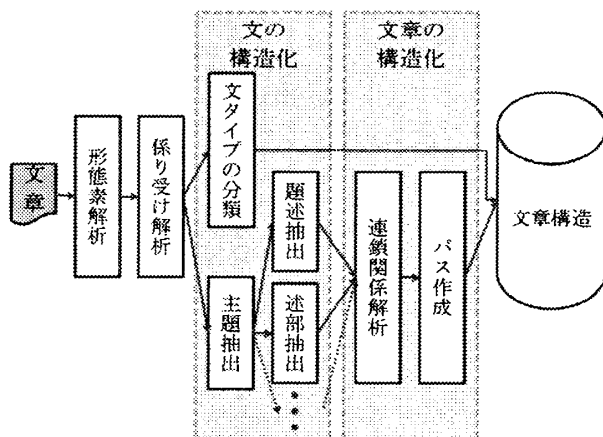 文の
構造化
文章の
構造化
文章
形態素解析
係り受け解析
文タイプの分類
主題抽出
題述抽出
述部抽出
連鎖関係解析
パス作成
文章構造